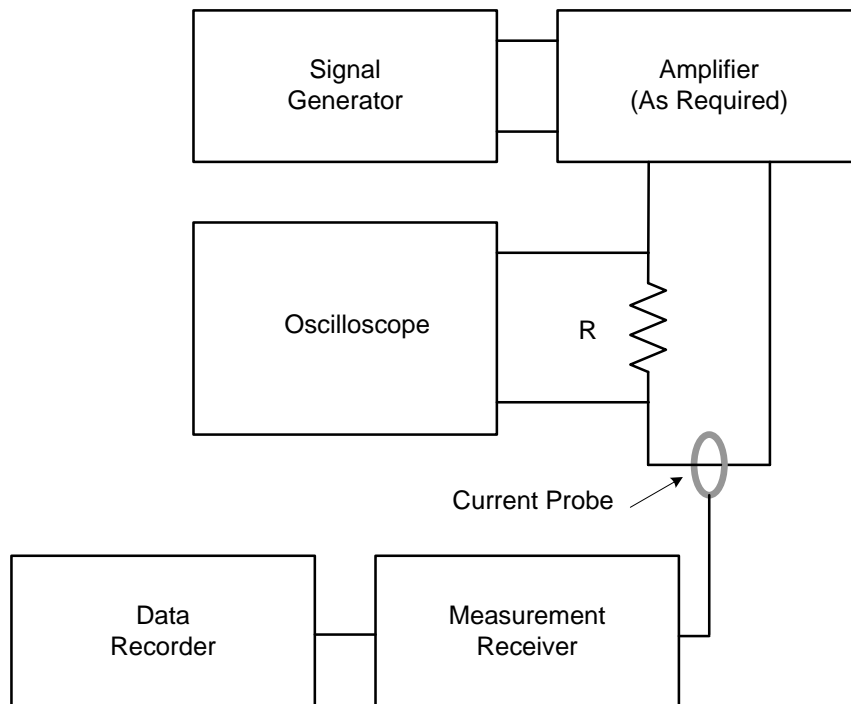 Signal
Generator
Amplifier
(As Required)
Oscilloscope
R
Current Probe
Data
Recorder
Measurement
Receiver